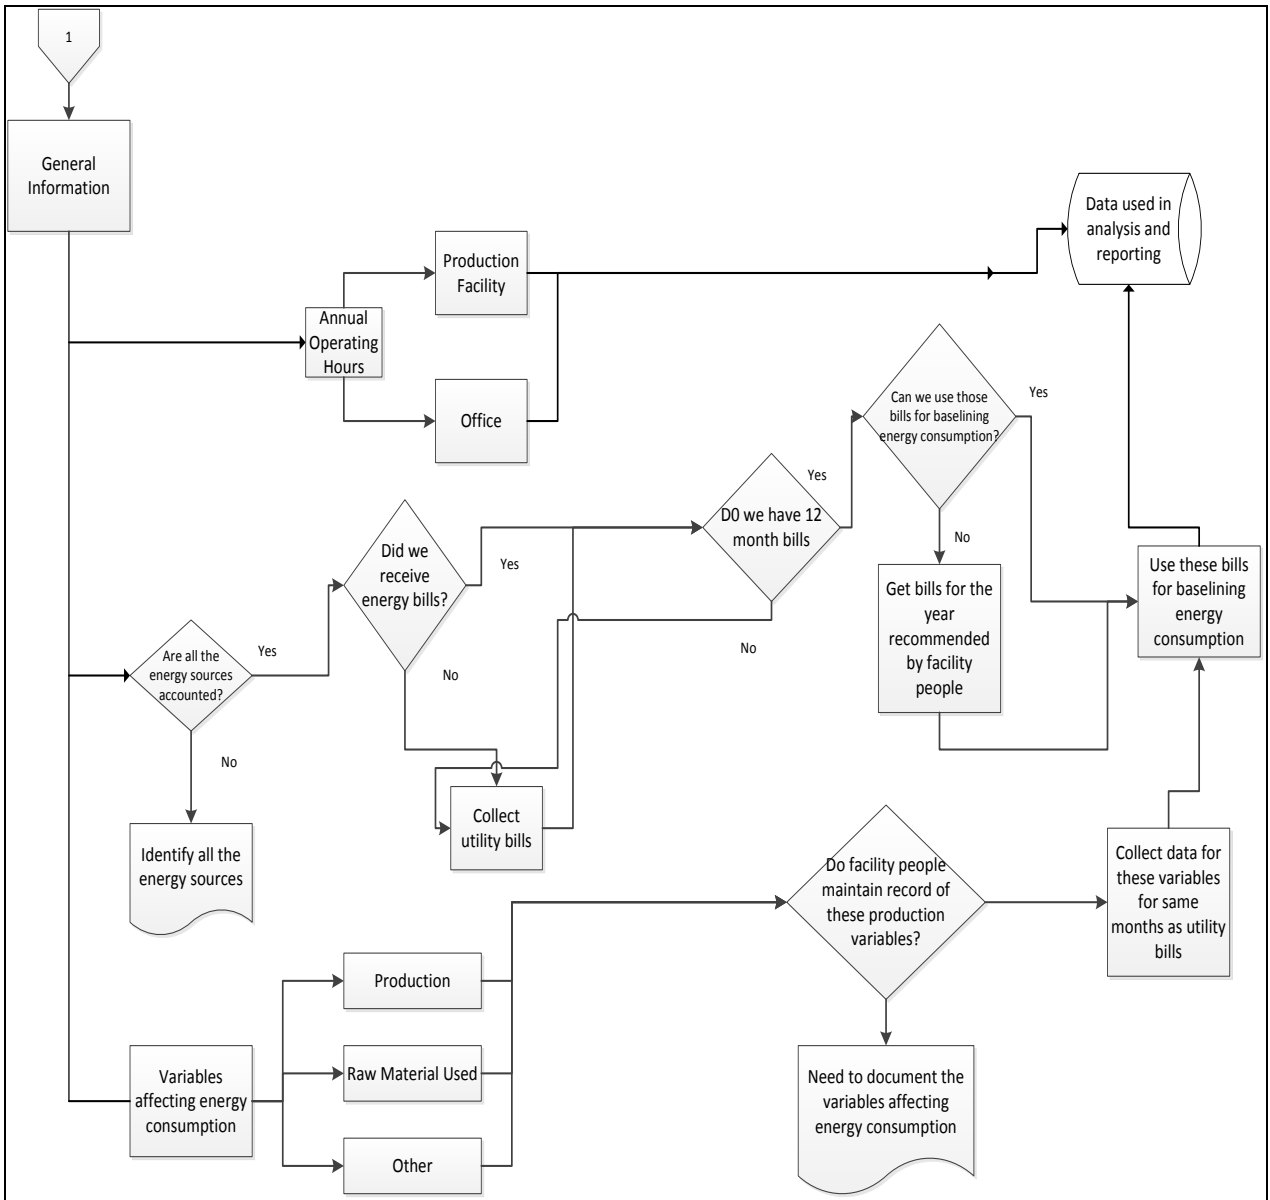 1
General
Information
Data used in
analysis and
reporting
Production
Facility
Annual
Operating
Hours
Office
Can we use those
bills for baselining
energy consumption?
Yes
Yes
D0 we have 12
month bills
No
Did we
receive
energy bills?
Yes
Use these bills
for baselining
energy
consumption
Get bills for the
year
recommended
by facility
people
Are all the
energy sources
accounted?
Yes
No
No
No
Collect
utility bills
Identify all the
energy sources
Do facility people
maintain record of
these production
variables?
Collect data for
these variables
for same
months as utility
bills
Production
Raw Material Used
Other
Variables
affecting energy
consumption
Need to document the
variables affecting
energy consumption